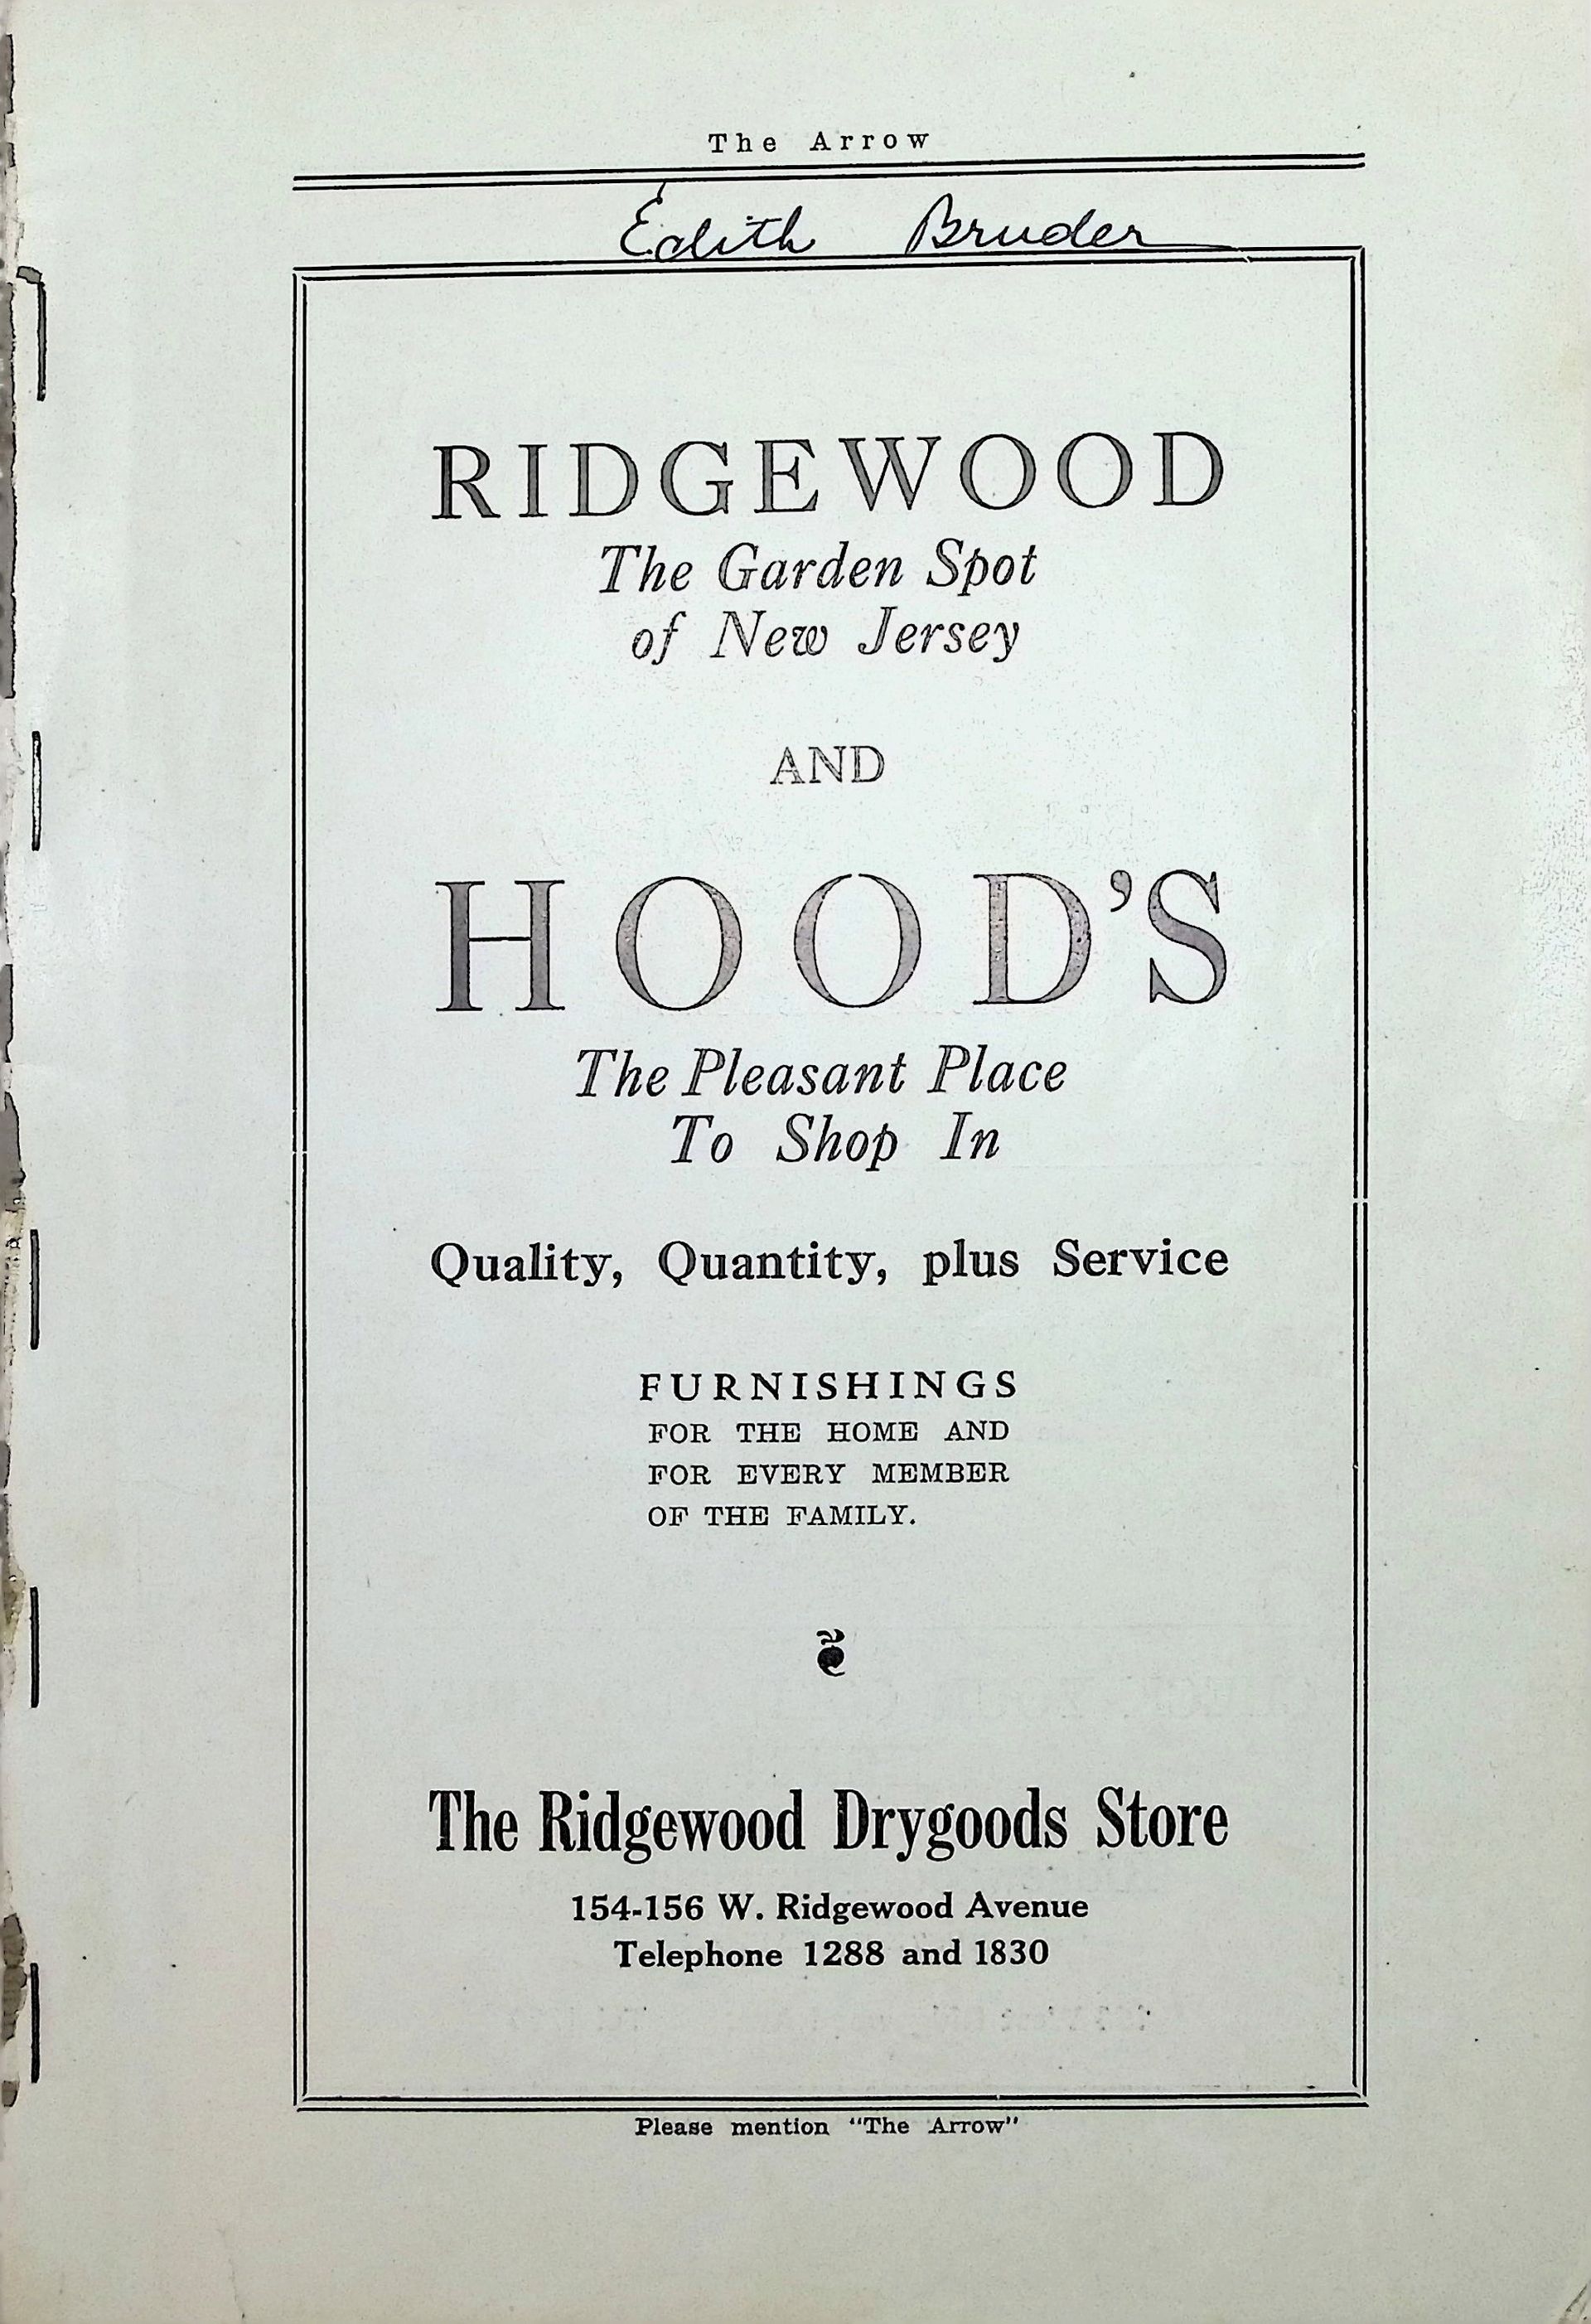 The Arrow
Edith Bruder
RIDGEWOOD
The Garden Spot
of New Jersey
AND
HOOD'S
The Pleasant Place
To Shop In
Quality, Quantity, plus Service
FURNISHINGS
FOR THE HOME AND
FOR EVERY MEMBER
OF THE FAMILY.
The Ridgewood Drygoods Store
154-156 W. Ridgewood Avenue
Telephone 1288 and 1830
Please mention "The Arrow"